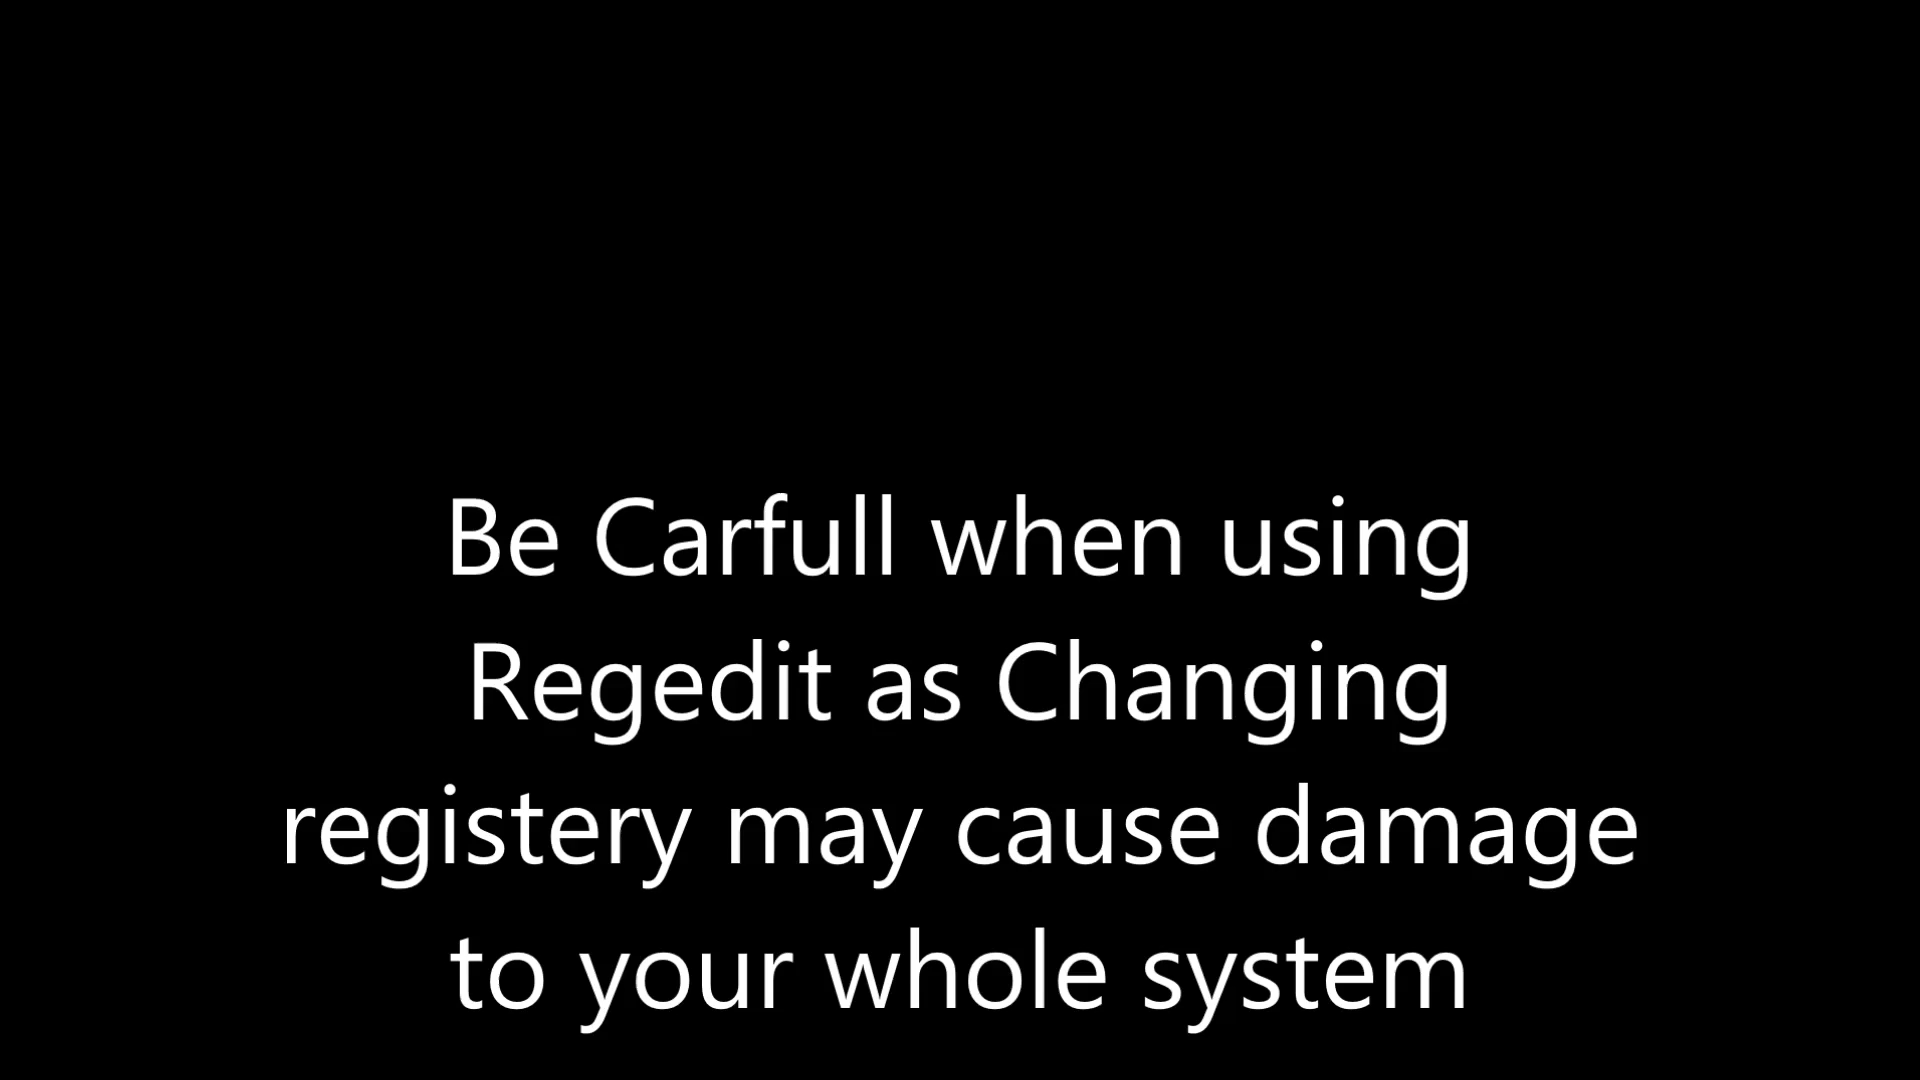 Be Carfull when using
Regedit as Changing
registery may cause damage
to your whole system